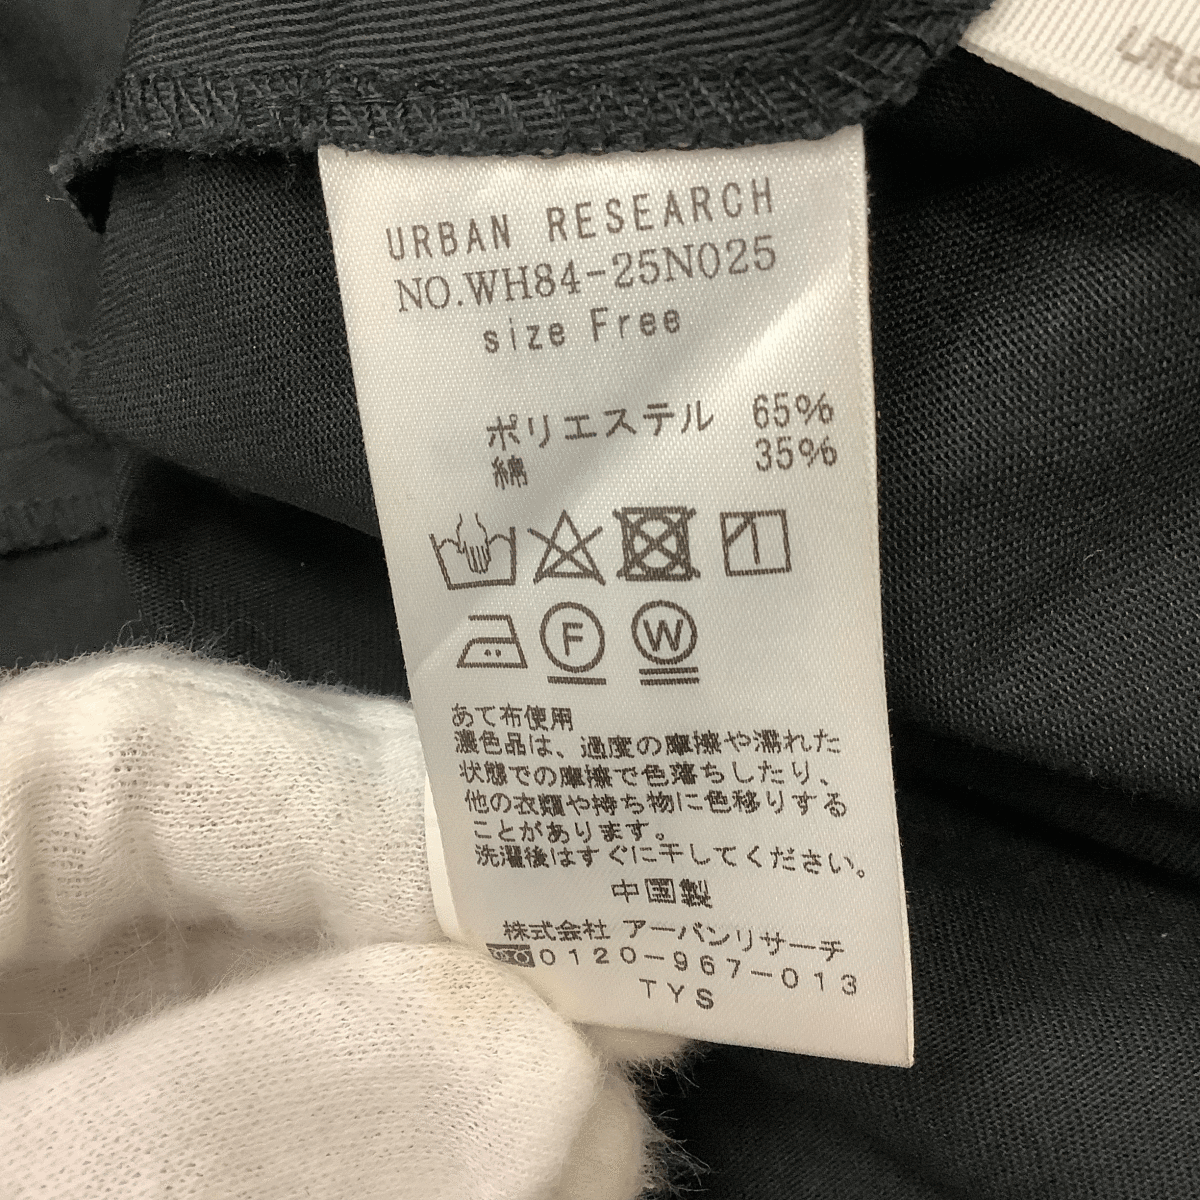 URBAN RESEARCH
NO.WH84-25N025
size Free
ポリエステル 65%
綿 35%
F W
あて布使用
濃色品は、過度の摩擦や濡れた
状態での摩擦で色落ちしたり、
他の衣類や持ち物に色移りする
ことがあります。
洗濯後はすぐに干してください。
中国製
株式会社 アーバンリサーチ
0120-967-013
TYS